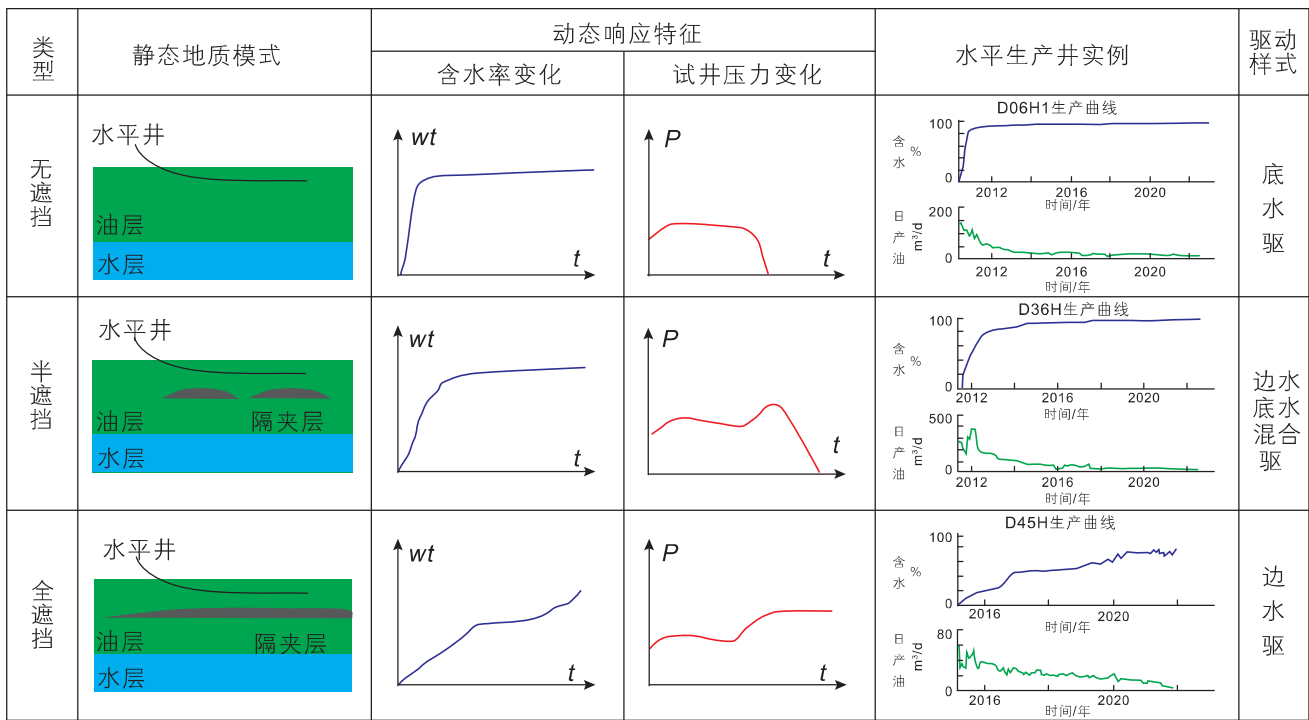 类型
静态地质模式
动态响应特征
含水率变化
试井压力变化
水平生产井实例
驱动
样式
无遮挡
水平井
油层
水层
wt
t
P
t
D06H1生产曲线
100
含水
%
0
2012
2016
2020
时间/年
200
日产油
m³/d
0
2012
2016
2020
时间/年
底水驱
半遮挡
水平井
油层
隔夹层
水层
wt
t
P
t
D36H生产曲线
100
含水
%
0
2012
2016
2020
时间/年
500
日产油
m³/d
0
2012
2016
2020
时间/年
边水
底水
混合
驱
全遮挡
水平井
油层
隔夹层
水层
wt
t
P
t
D45H生产曲线
100
含水
%
0
2016
2020
时间/年
80
日产油
m³/d
0
2016
2020
时间/年
边水驱